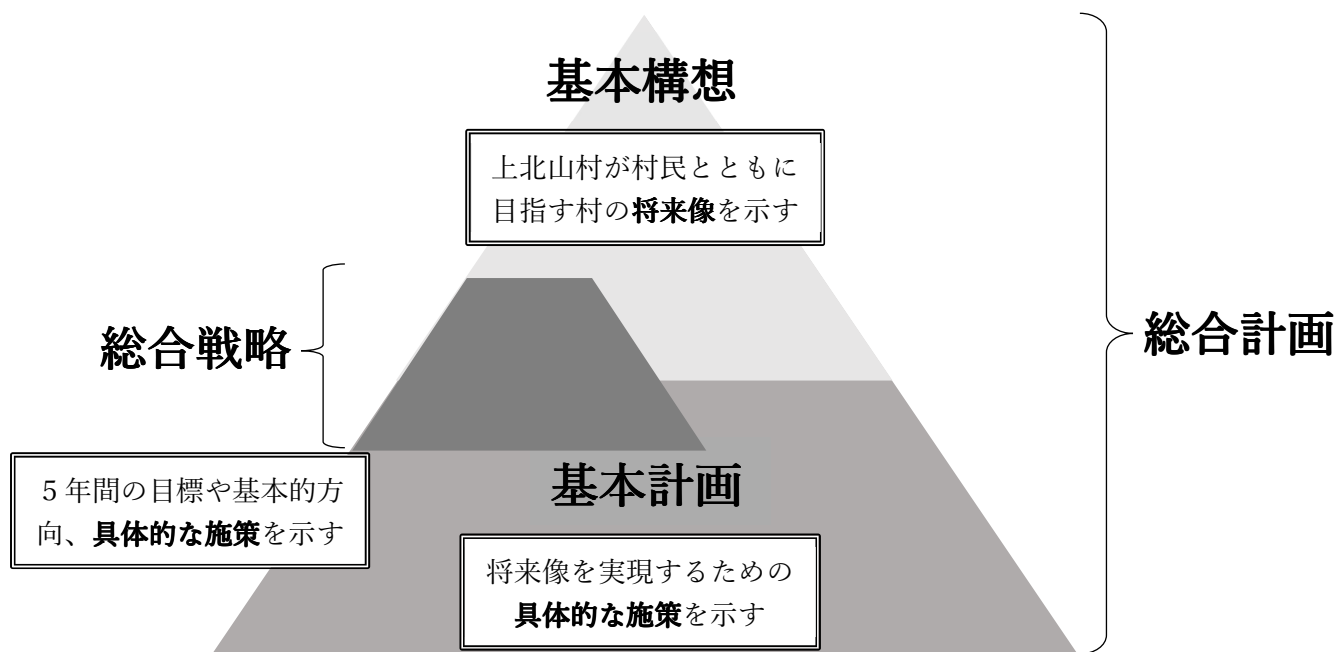 基本構想
上北山村が村民とともに
目指す村の将来像を示す
総合戦略
総合計画
5年間の目標や基本的方
向、具体的な施策を示す
基本計画
将来像を実現するための
具体的な施策を示す